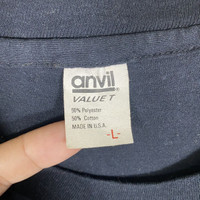 anvil
VALUE T
50% Polyester
50% Cotton
MADE IN U.S.A.
-L-